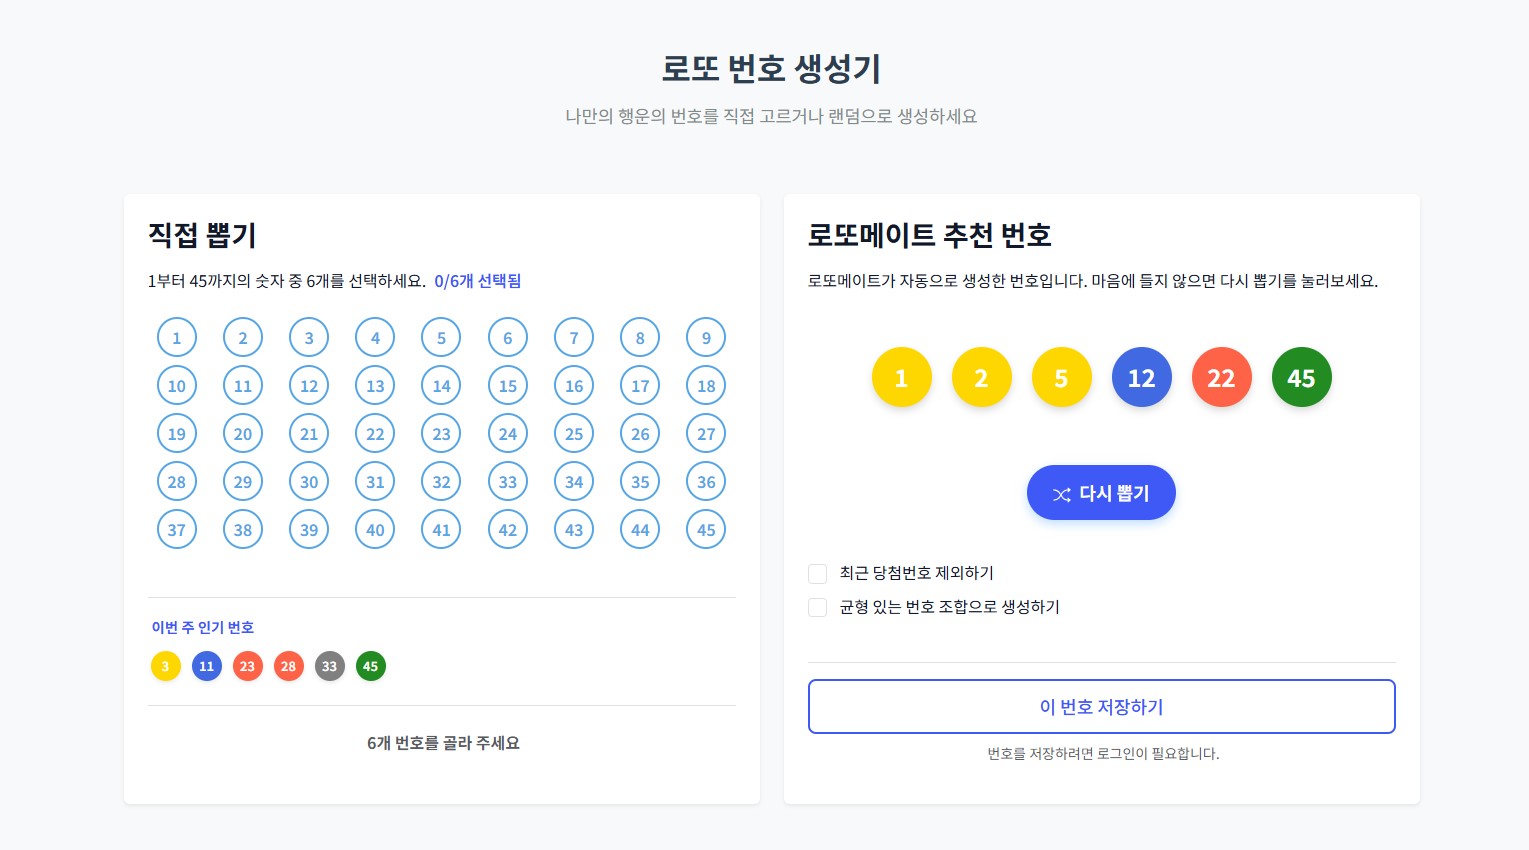 로또 번호 생성기
나만의 행운의 번호를 직접 고르거나 랜덤으로 생성하세요
직접 뽑기
1부터 45까지의 숫자 중 6개를 선택하세요. 0/6개 선택됨
1 2 3 4 5 6 7 8 9
10 11 12 13 14 15 16 17 18
19 20 21 22 23 24 25 26 27
28 29 30 31 32 33 34 35 36
37 38 39 40 41 42 43 44 45
이번 주 인기 번호
3 11 23 28 33 45
6개 번호를 골라 주세요
로또메이트 추천 번호
로또메이트가 자동으로 생성한 번호입니다. 마음에 들지 않으면 다시 뽑기를 눌러보세요.
1 2 5 12 22 45
다시 뽑기
최근 당첨번호 제외하기
균형 있는 번호 조합으로 생성하기
이 번호 저장하기
번호를 저장하려면 로그인이 필요합니다.